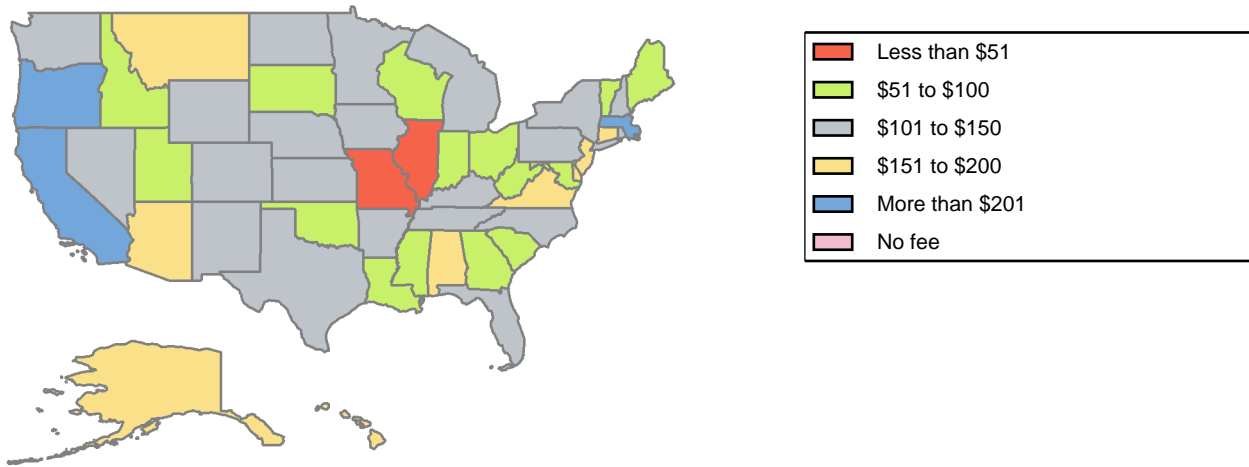 Less than $51
$51 to $100
$101 to $150
$151 to $200
More than $201
No fee